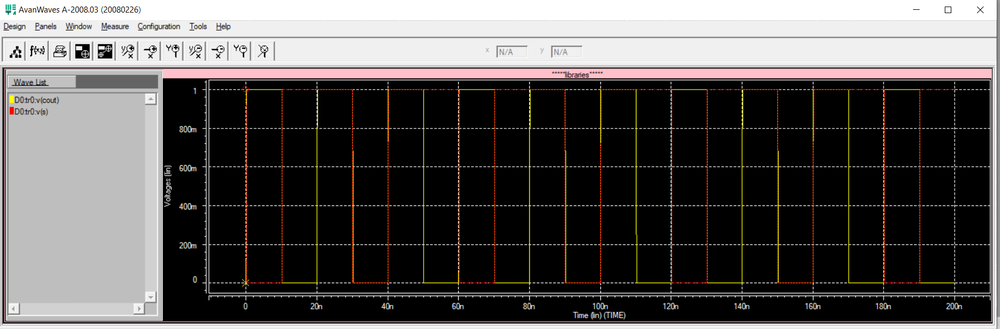 AvanWaves A-2008.03 (20080226)
Design Panels Window Measure Configuration Tools Help
f(x,y) x N/A y N/A
*****libraries*****
Wave List
D0:tr0:v(cout)
D0:tr0:v(s)
1
800m
600m
400m
200m
0
Voltages (lin)
0 20n 40n 60n 80n 100n 120n 140n 160n 180n 200n
Time (lin) (TIME)